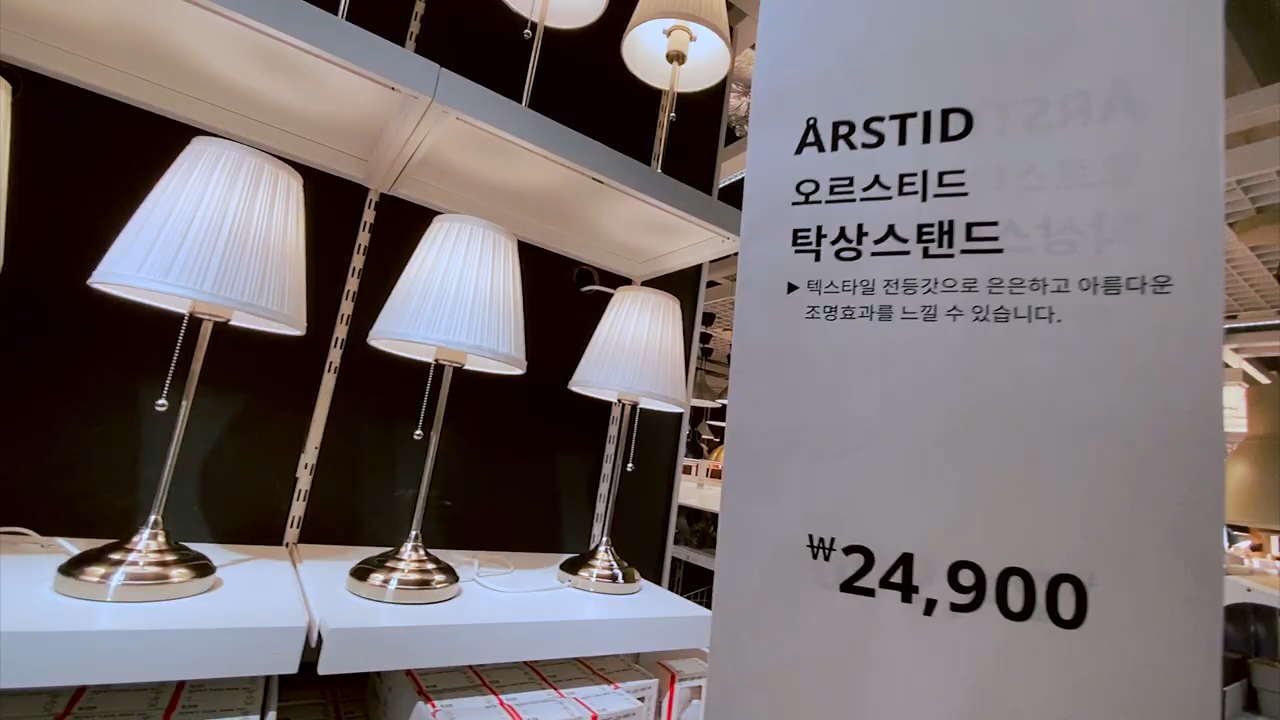 ÅRSTID
오르스티드
탁상스탠드
▶ 텍스타일 전등갓으로 은은하고 아름다운
조명효과를 느낄 수 있습니다.
₩24,900